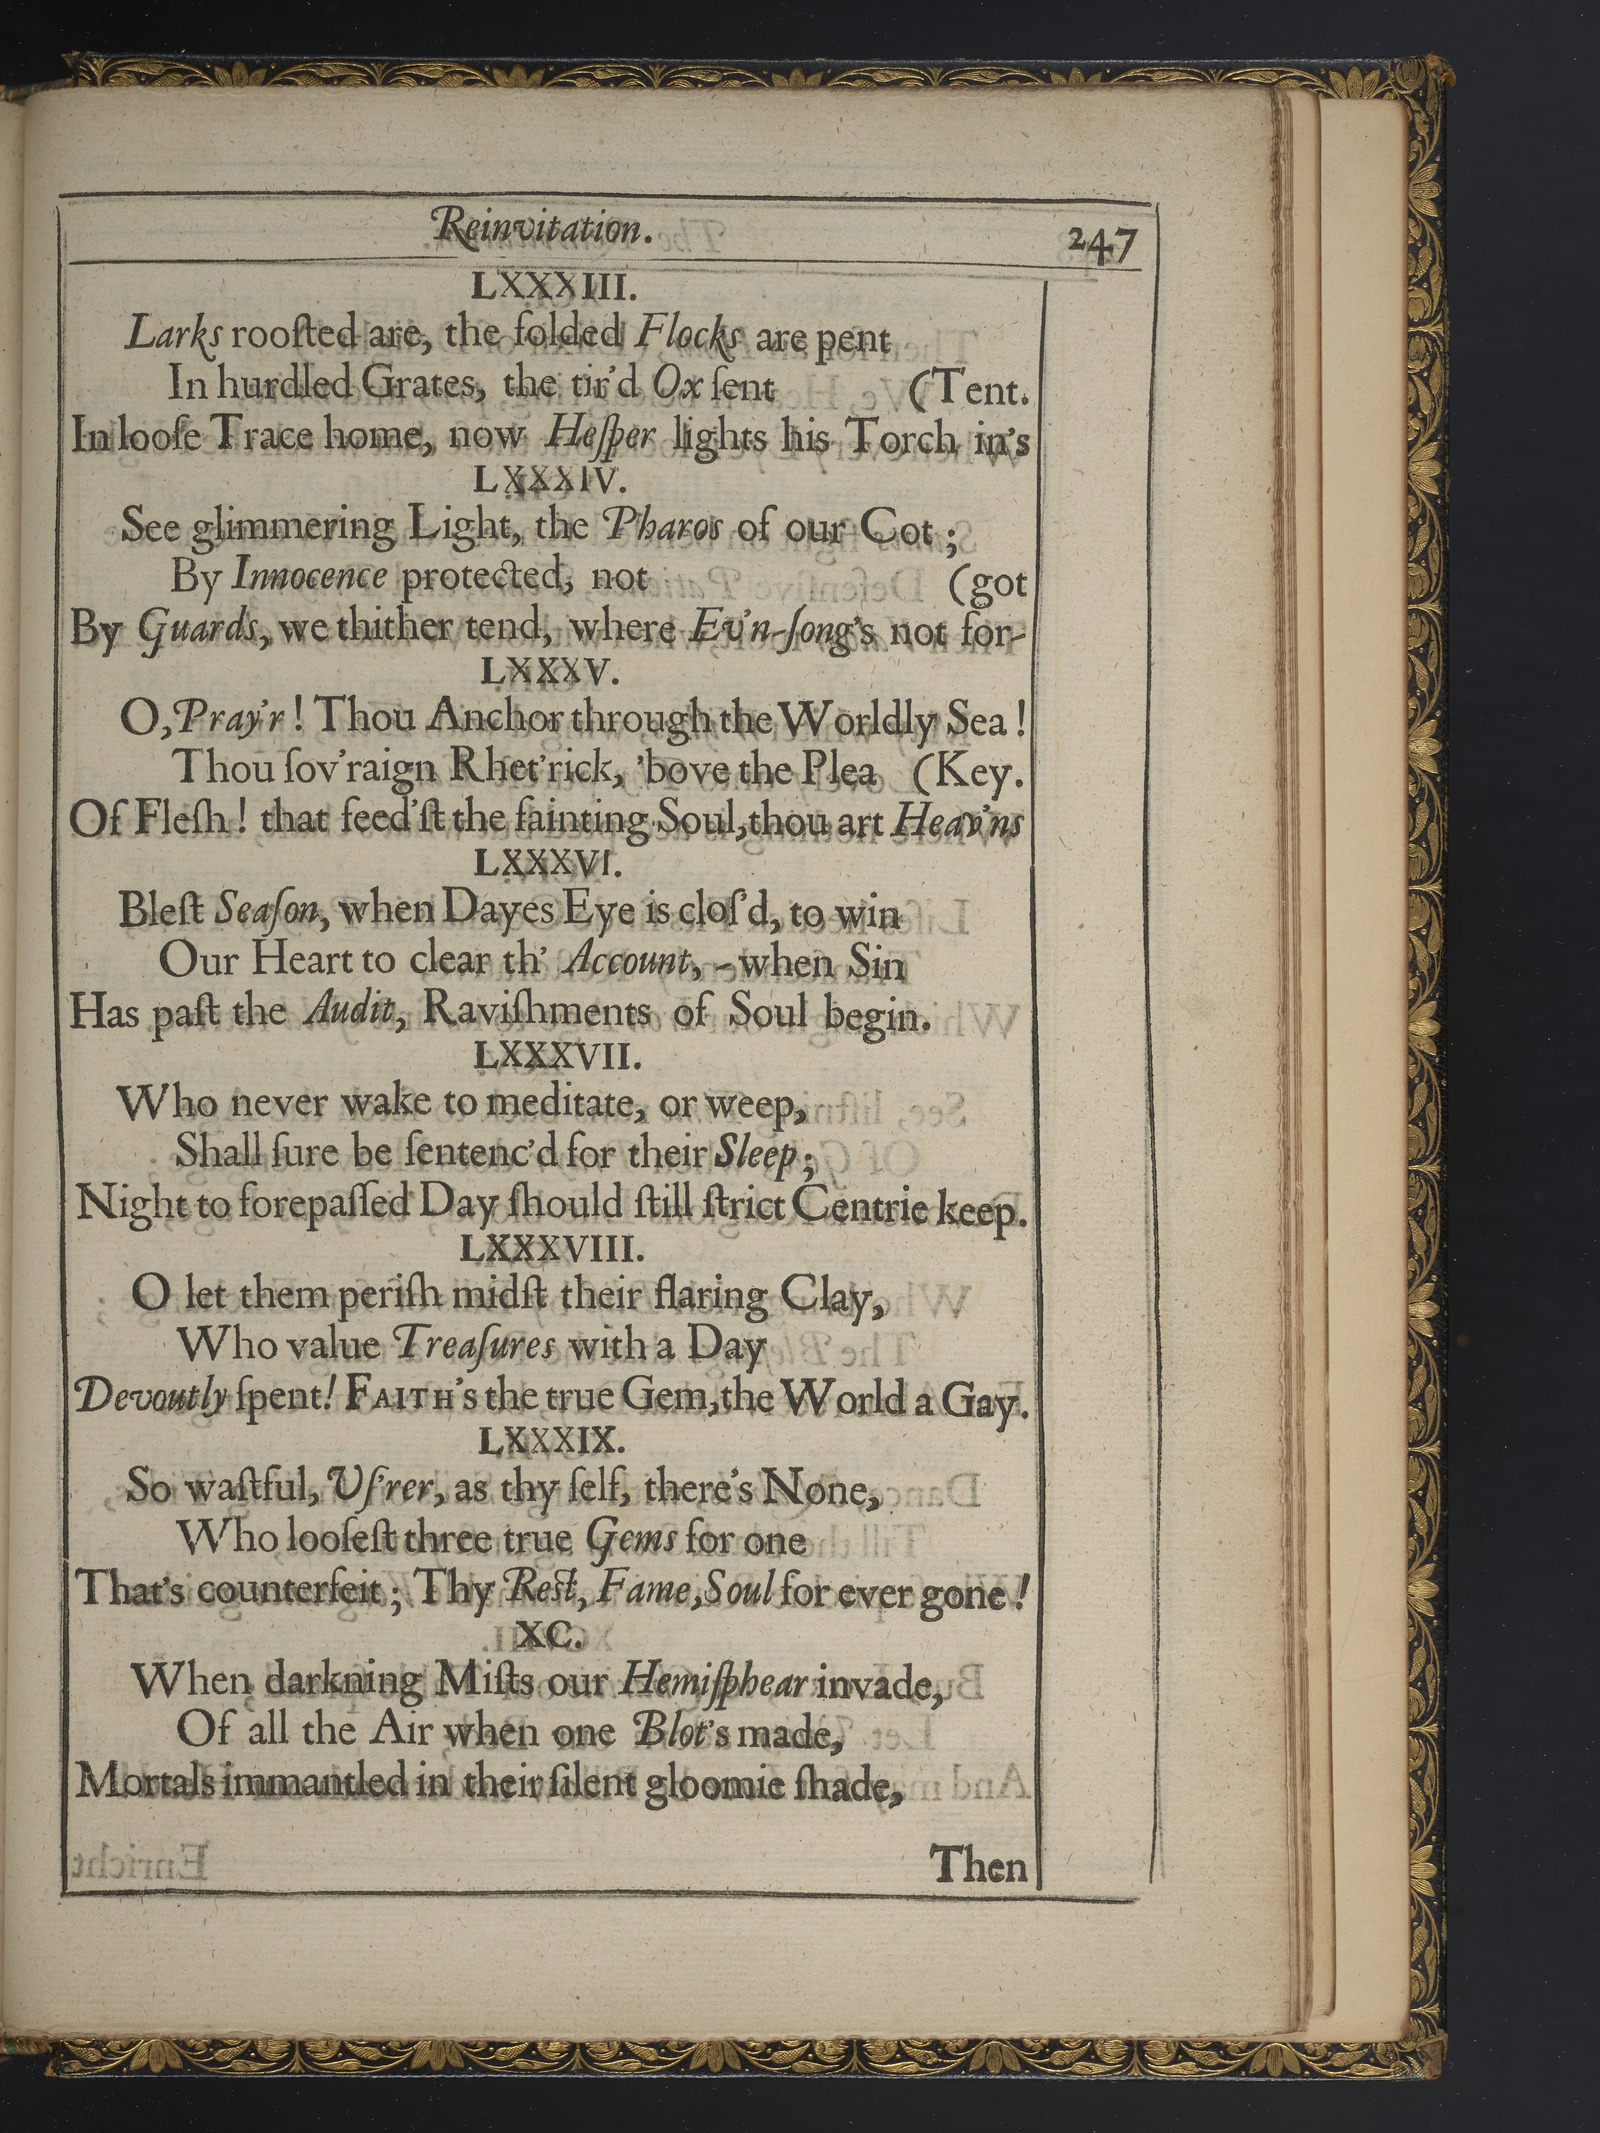 Reinvitation. 247
LXXXIII.
Larks rooſted are, the folded Flocks are pent
In hurdled Grates, the tir'd Ox ſent (Tent.
In looſe Trace home, now Heſper lights his Torch in's
LXXXIV.
See glimmering Light, the Pharos of our Cot ;
By Innocence protected, not (got
By Guards, we thither tend, where Ev'n-ſong's not for-
LXXXV.
O, Pray'r ! Thou Anchor through the Worldly Sea !
Thou ſov'raign Rhet'rick, 'bove the Plea (Key.
Of Fleſh ! that feed'ſt the fainting Soul, thou art Heav'ns
LXXXVI.
Bleſt Seaſon, when Dayes Eye is cloſ'd, to win
Our Heart to clear th' Account, - when Sin
Has paſt the Audit, Raviſhments of Soul begin.
LXXXVII.
Who never wake to meditate, or weep,
Shall ſure be ſentenc'd for their Sleep ;
Night to forepaſſed Day ſhould ſtill ſtrict Centrie keep.
LXXXVIII.
O let them periſh midſt their flaring Clay,
Who value Treaſures with a Day
Devoutly ſpent! FAITH's the true Gem, the World a Gay.
LXXXIX.
So waſtful, Uſ'rer, as thy ſelf, there's None,
Who looſeſt three true Gems for one
That's counterfeit ; Thy Reſt, Fame, Soul for ever gone !
XC.
When darkning Miſts our Hemiſphear invade,
Of all the Air when one Blot's made,
Mortals immantled in their ſilent gloomie ſhade,
Then